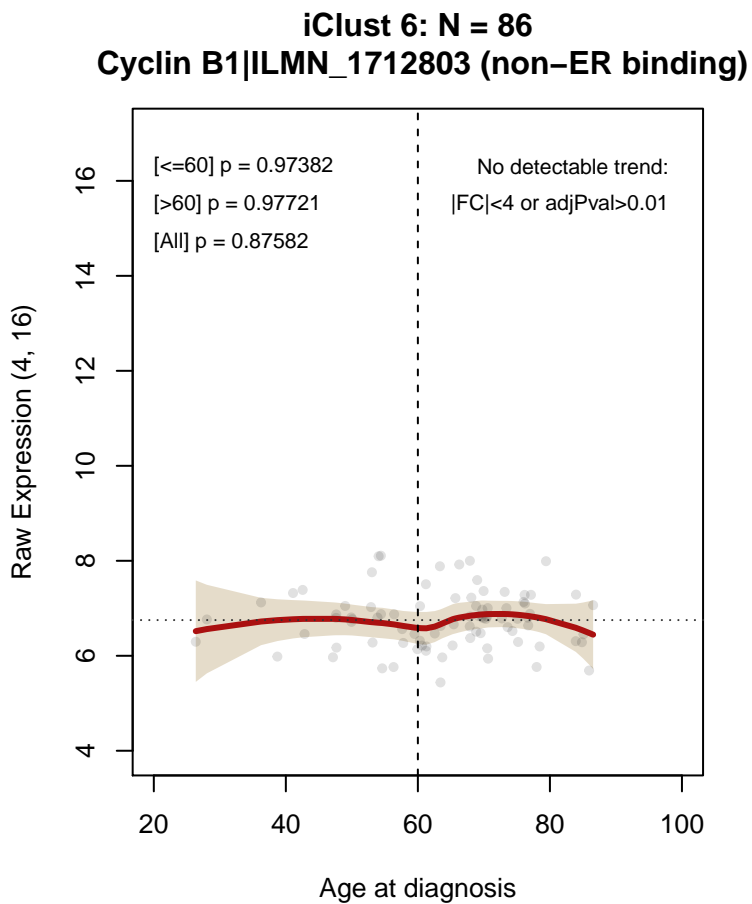 iClust 6: N = 86
Cyclin B1|ILMN_1712803 (non−ER binding)
[<=60] p = 0.97382
[>60] p = 0.97721
[All] p = 0.87582
No detectable trend:
|FC|<4 or adjPval>0.01
Raw Expression (4, 16)
16
14
12
10
8
6
4
20 40 60 80 100
Age at diagnosis